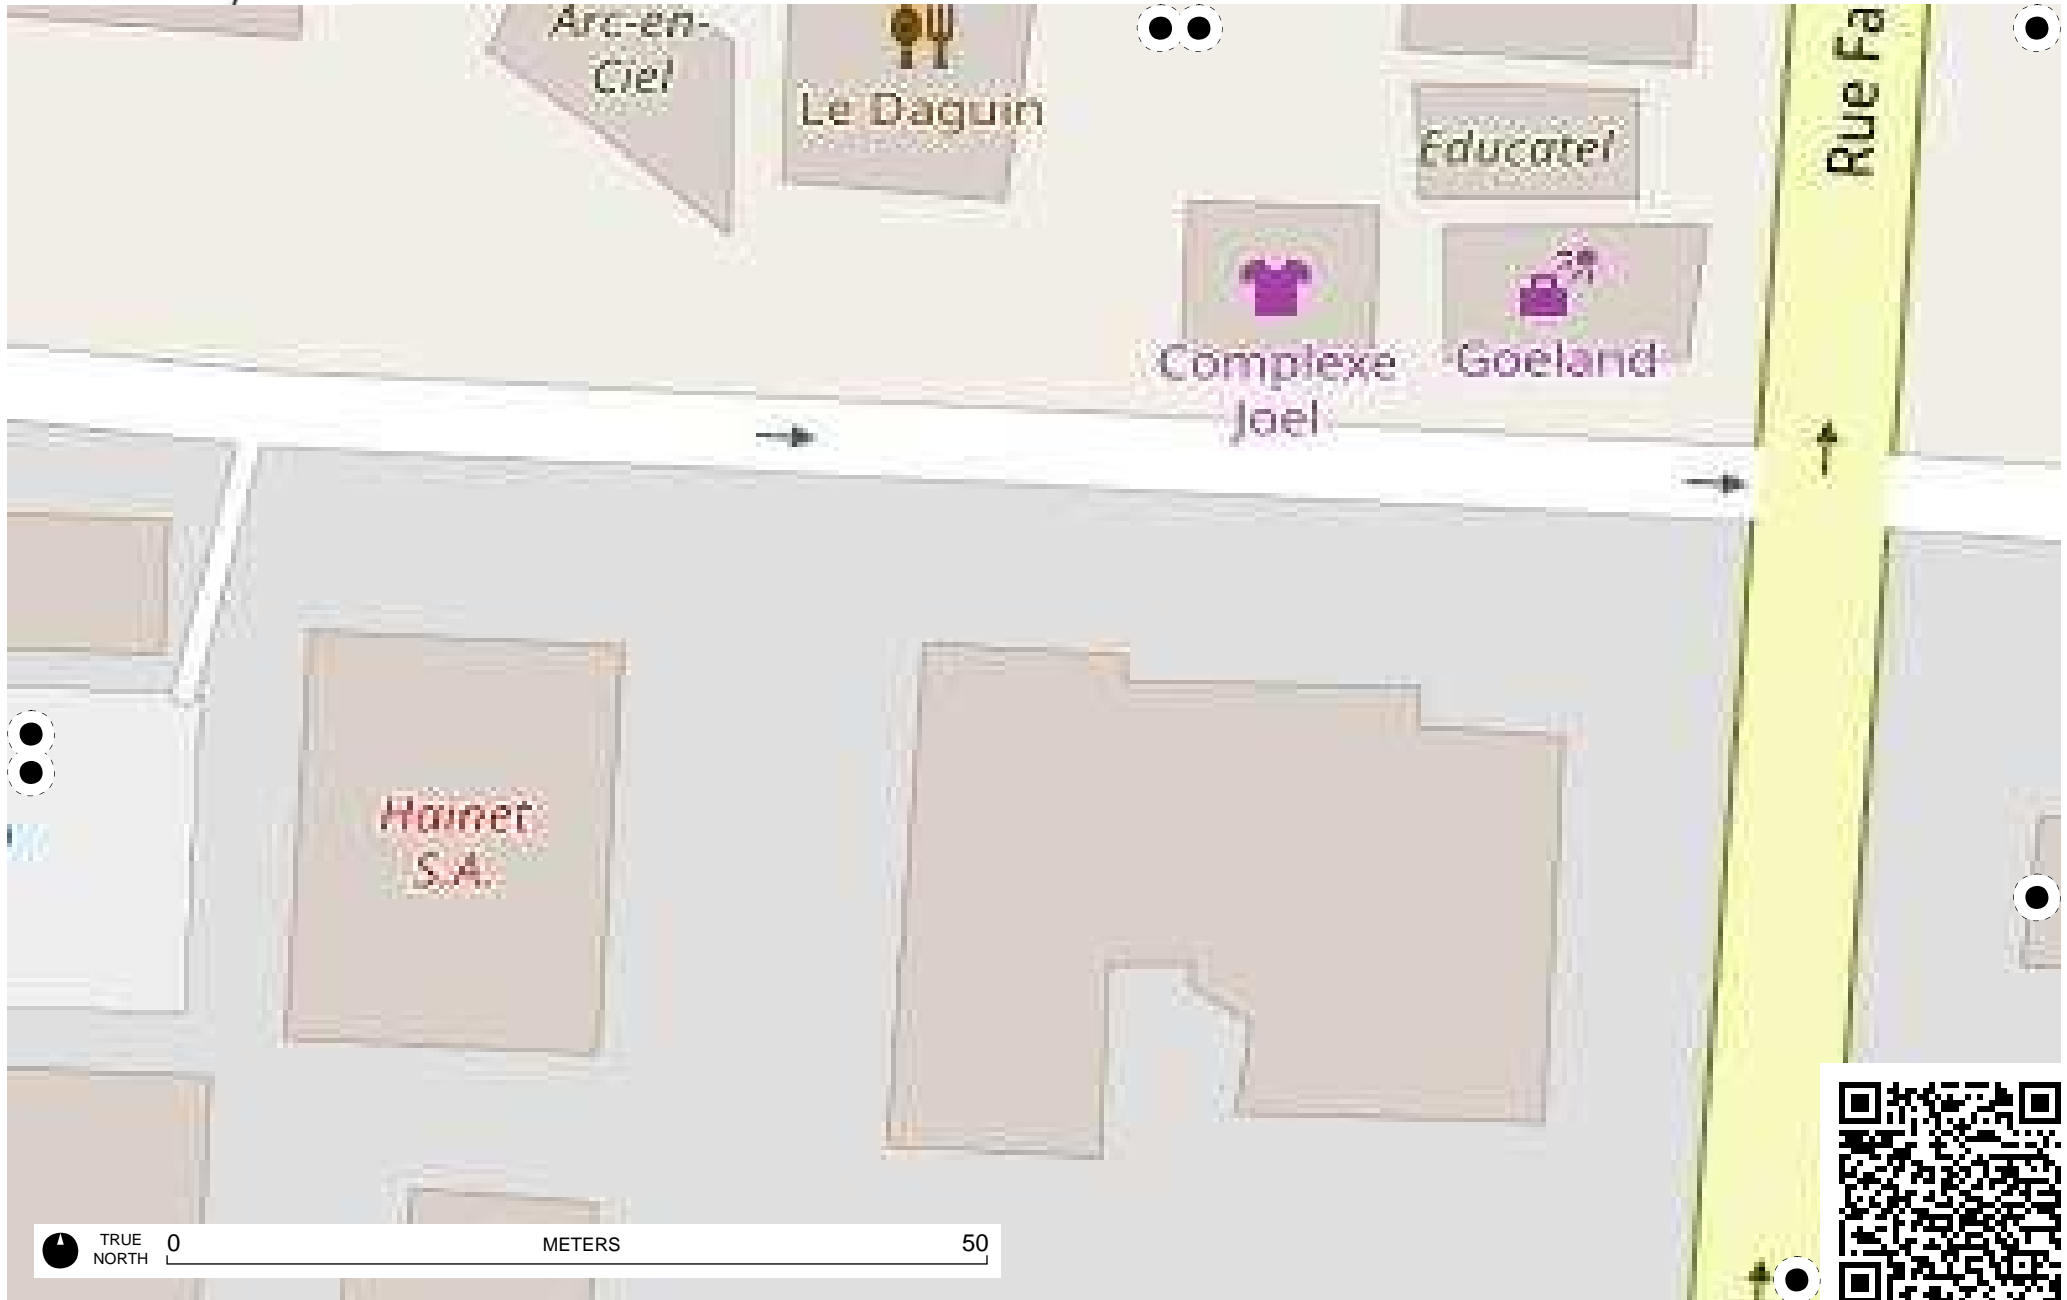 Arc-en-
Ciel
Le Daguin
Educatel
Rue Fa
Complexe
Joel
Goeland
Hainet
S.A.
TRUE
NORTH
0
METERS
50